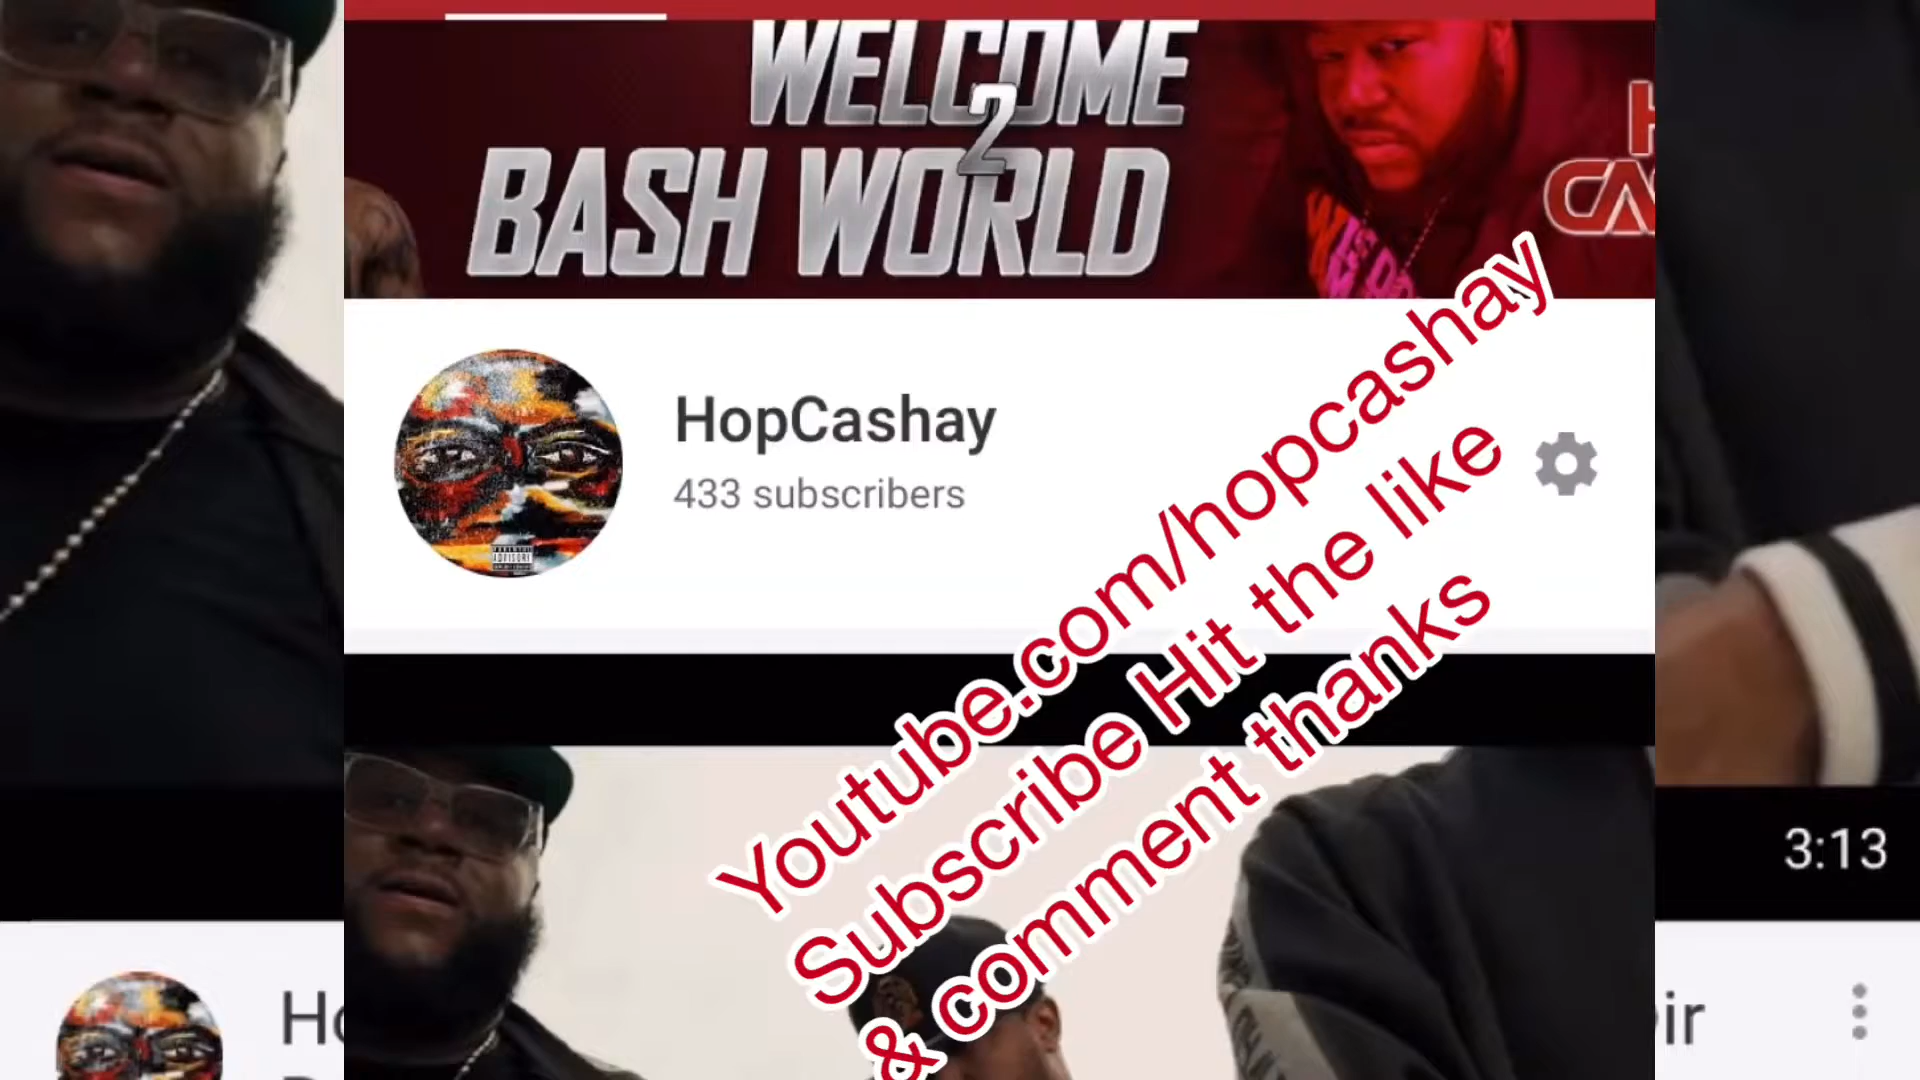 WELCOME
2
BASH WORLD
HopCashay
433 subscribers
Youtube.com/hopcashay
Subscribe Hit the like
& comment thanks
3:13